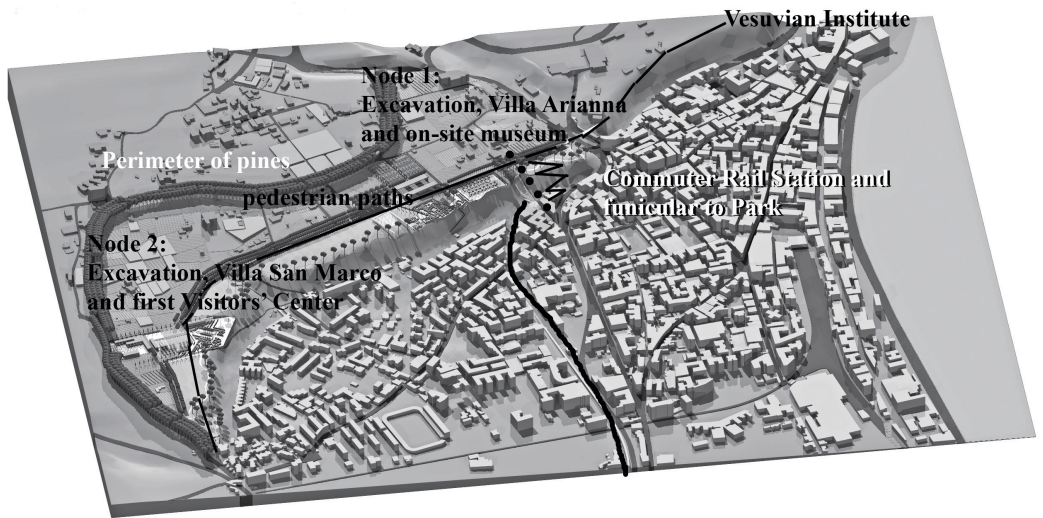 Vesuvian Institute
Node 1:
Excavation, Villa Arianna
and on-site museum
Perimeter of pines
Commuter Rail Station and
funicular to Park
pedestrian paths
Node 2:
Excavation, Villa San Marco
and first Visitors’ Center